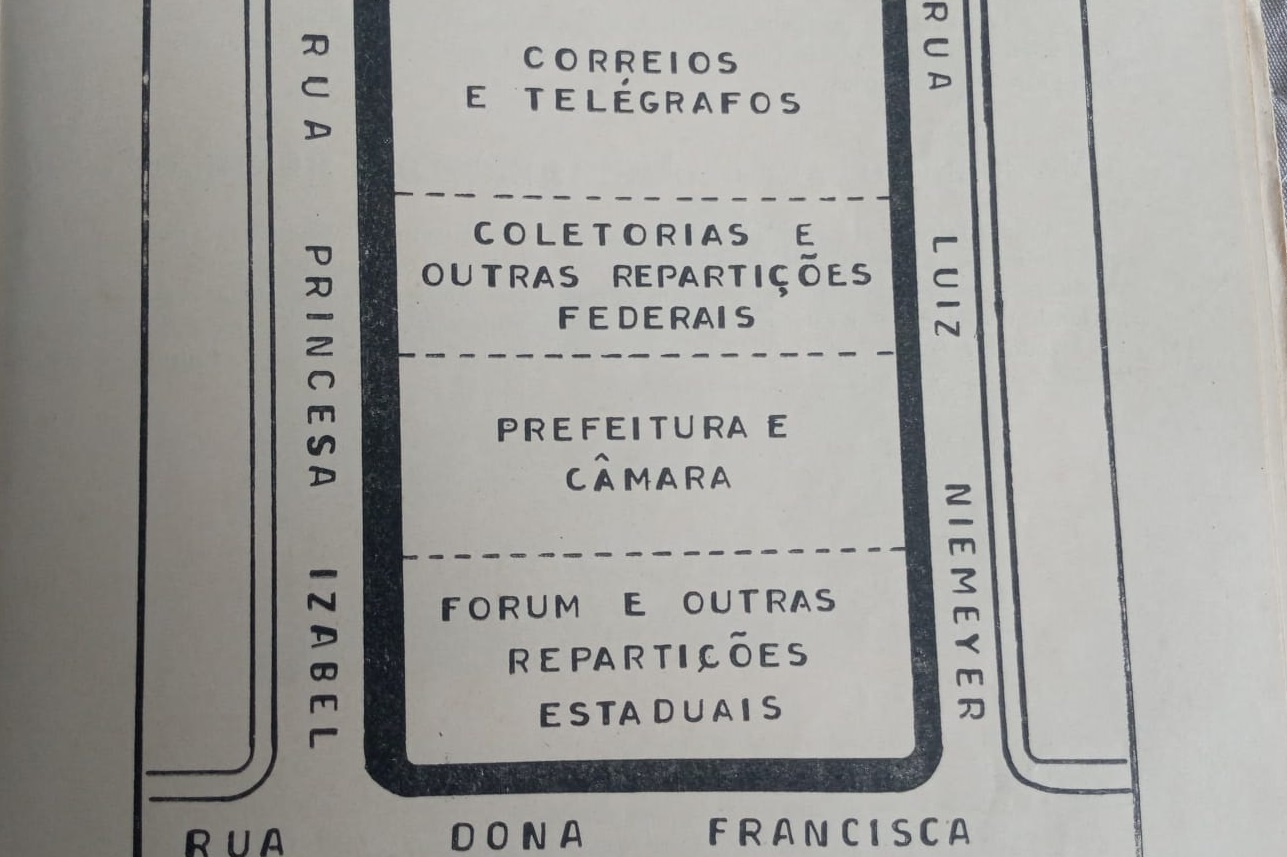 CORREIOS
E TELÉGRAFOS
COLETORIAS E
OUTRAS REPARTIÇÕES
FEDERAIS
PREFEITURA E
CÂMARA
FORUM E OUTRAS
REPARTIÇÕES
ESTADUAIS
RUA PRINCESA IZABEL
RUA LUIZ NIEMEYER
RUA DONA FRANCISCA